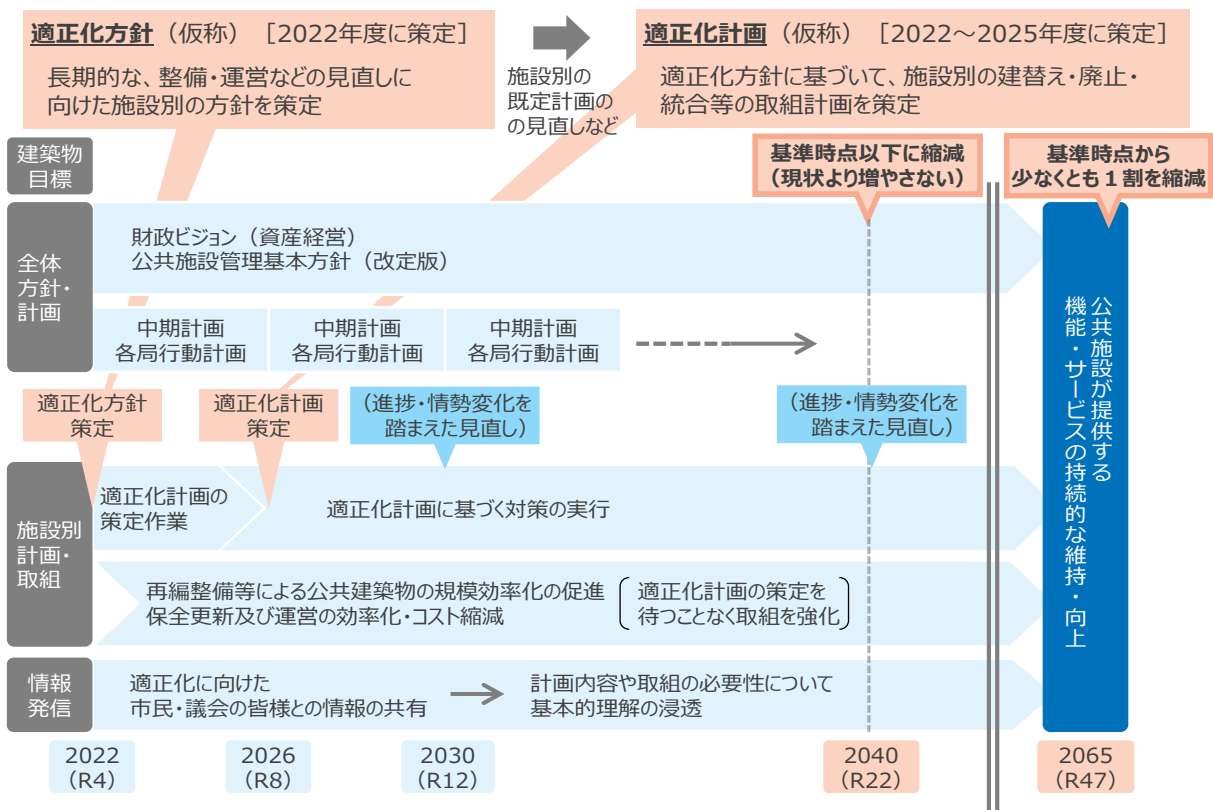 適正化方針（仮称）［2022年度に策定］
長期的な、整備・運営などの見直しに
向けた施設別の方針を策定
施設別の
既定計画の
の見直しなど
適正化計画（仮称）［2022～2025年度に策定］
適正化方針に基づいて、施設別の建替え・廃止・
統合等の取組計画を策定
建築物
目標
基準時点以下に縮減
（現状より増やさない）
基準時点から
少なくとも１割を縮減
全体
方針・
計画
財政ビジョン（資産経営）
公共施設管理基本方針（改定版）
中期計画
各局行動計画
中期計画
各局行動計画
中期計画
各局行動計画
適正化方針
策定
適正化計画
策定
（進捗・情勢変化を
踏まえた見直し）
（進捗・情勢変化を
踏まえた見直し）
施設別
計画・
取組
適正化計画の
策定作業
適正化計画に基づく対策の実行
再編整備等による公共建築物の規模効率化の促進
保全更新及び運営の効率化・コスト縮減
適正化計画の策定を
待つことなく取組を強化
公共施設が提供する
機能・サービスの持続的な維持・向上
情報
発信
適正化に向けた
市民・議会の皆様との情報の共有
計画内容や取組の必要性について
基本的理解の浸透
2022
（R4）
2026
（R8）
2030
（R12）
2040
（R22）
2065
（R47）